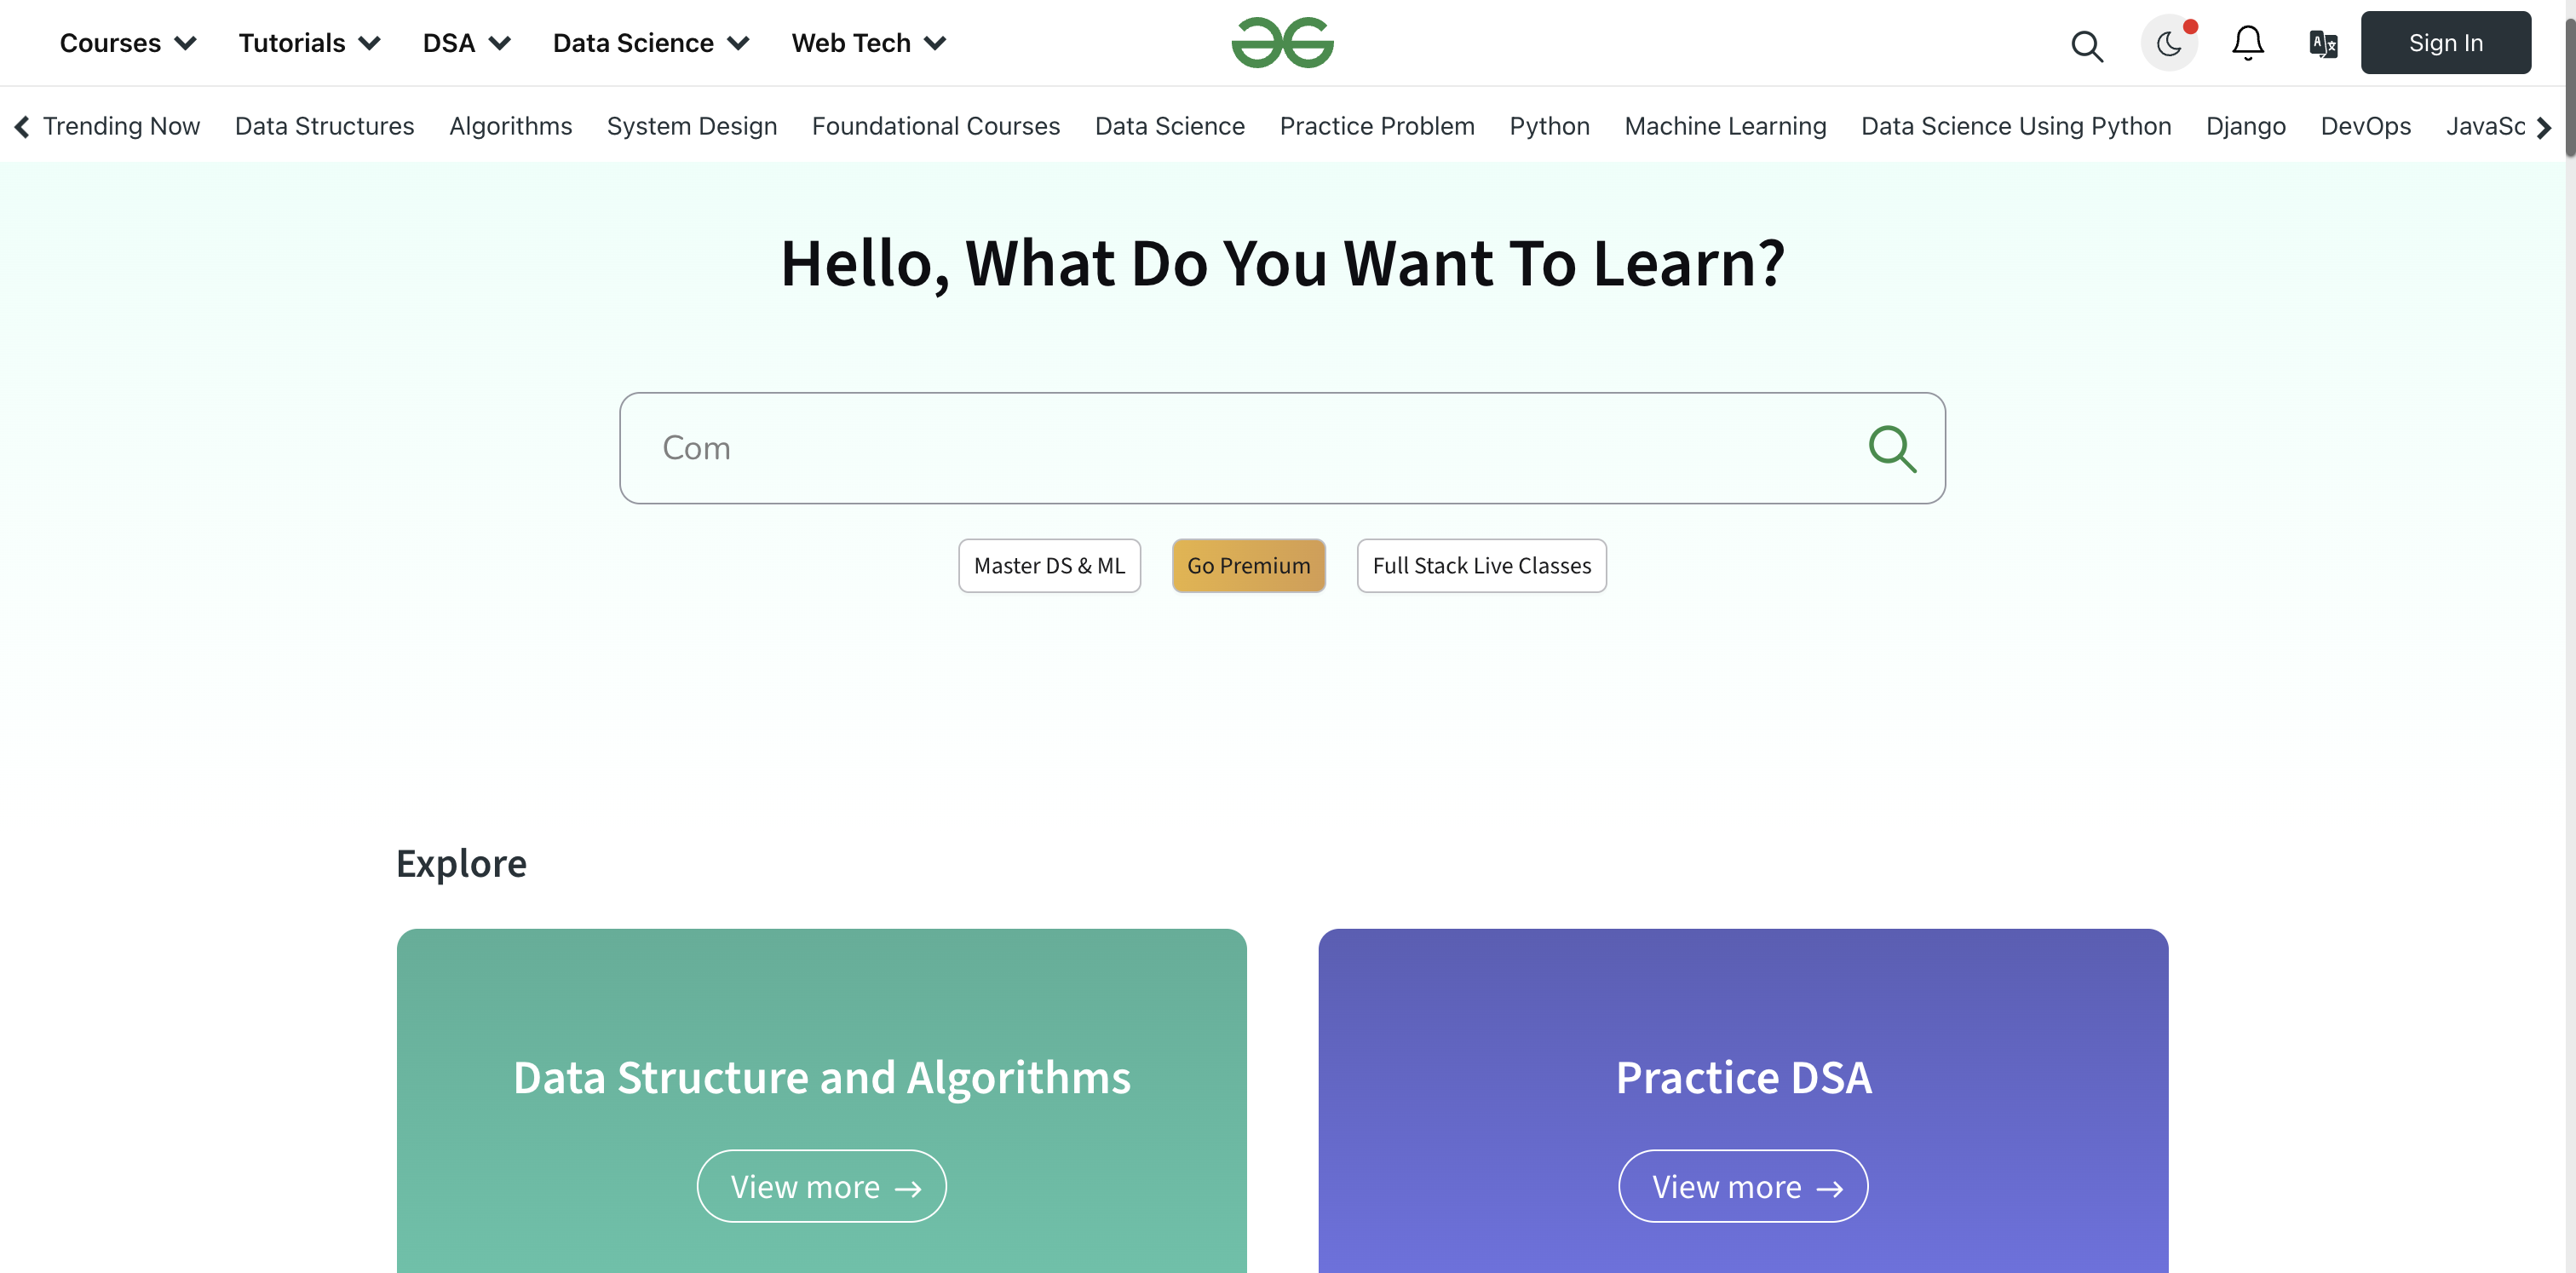 Courses Tutorials DSA Data Science Web Tech Sign In
Trending Now Data Structures Algorithms System Design Foundational Courses Data Science Practice Problem Python Machine Learning Data Science Using Python Django DevOps JavaSc
Hello, What Do You Want To Learn?
Com
Master DS & ML Go Premium Full Stack Live Classes
Explore
Data Structure and Algorithms Practice DSA
View more → View more →